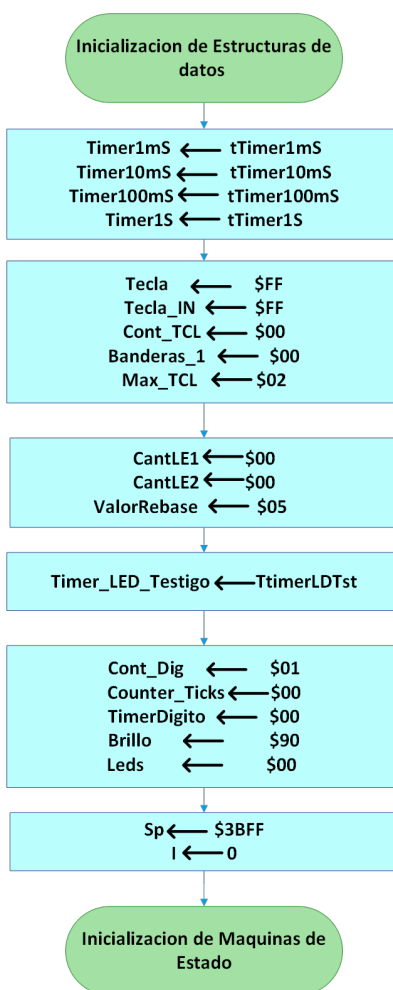 Inicializacion de Estructuras de
datos
Timer1mS ← tTimer1mS
Timer10mS ← tTimer10mS
Timer100mS ← tTimer100mS
Timer1S ← tTimer1S
Tecla ← $FF
Tecla_IN ← $FF
Cont_TCL ← $00
Banderas_1 ← $00
Max_TCL ← $02
CantLE1 ← $00
CantLE2 ← $00
ValorRebase ← $05
Timer_LED_Testigo ← TtimerLDTst
Cont_Dig ← $01
Counter_Ticks ← $00
TimerDigito ← $00
Brillo ← $90
Leds ← $00
Sp ← $3BFF
I ← 0
Inicializacion de Maquinas de
Estado